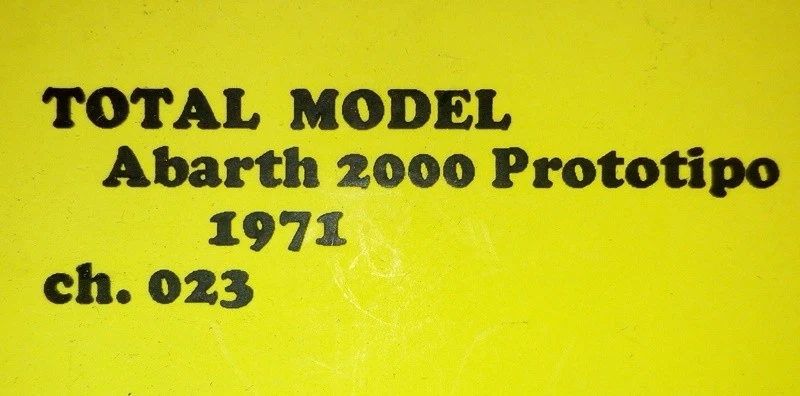 TOTAL MODEL
Abarth 2000 Prototipo
1971
ch. 023